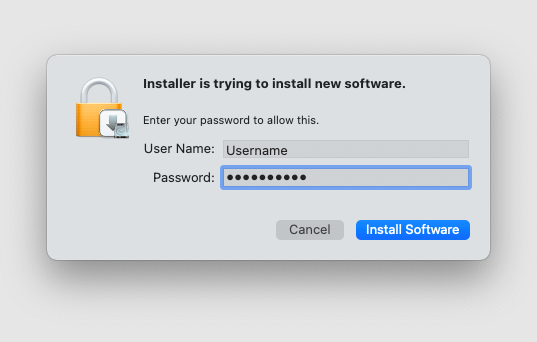 Installer is trying to install new software.
Enter your password to allow this.
User Name: Username
Password: ••••••••••
Cancel Install Software